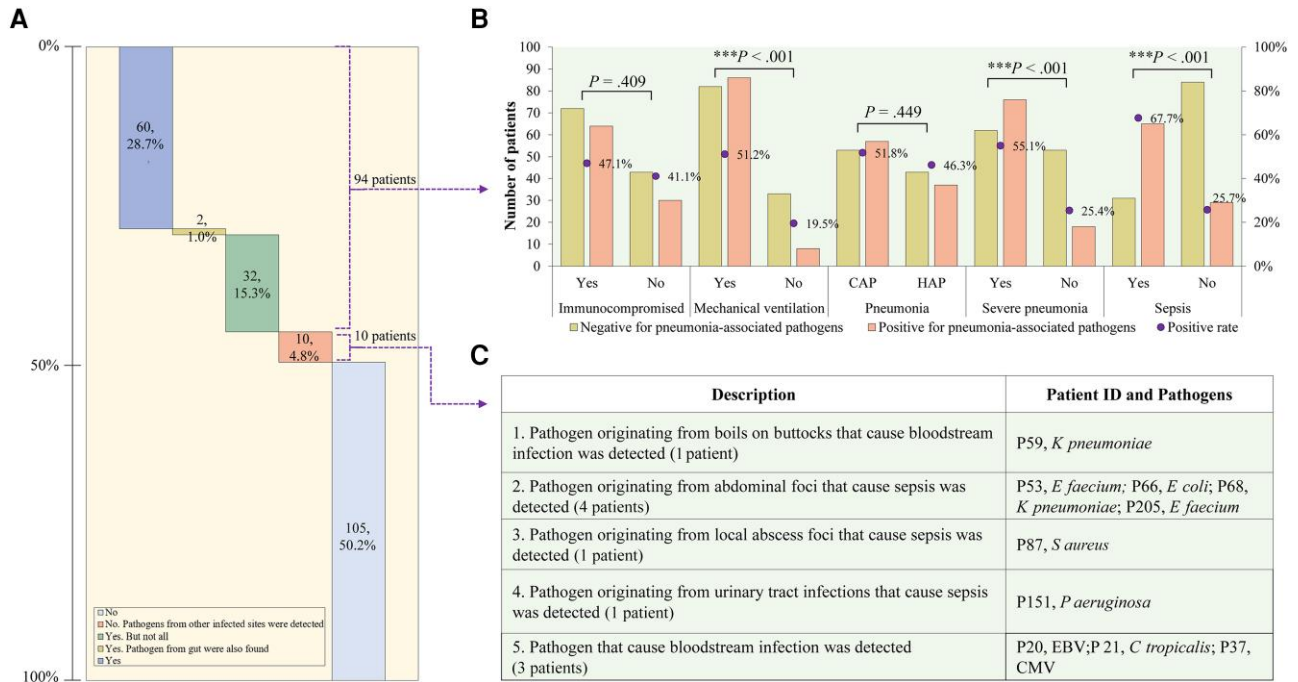 A
0%
50%
100%
60,
28.7%
2,
1.0%
32,
15.3%
10,
4.8%
105,
50.2%
94 patients
10 patients
No
No. Pathogens from other infected sites were detected
Yes. But not all
Yes. Pathogen from gut were also found
Yes
B
Number of patients
100
90
80
70
60
50
40
30
20
10
0
100%
80%
60%
40%
20%
0%
P = .409
***P < .001
P = .449
***P < .001
***P < .001
47.1%
41.1%
51.2%
19.5%
51.8%
46.3%
55.1%
25.4%
67.7%
25.7%
Yes No Yes No CAP HAP Yes No Yes No
Immunocompromised Mechanical ventilation Pneumonia Severe pneumonia Sepsis
Negative for pneumonia-associated pathogens Positive for pneumonia-associated pathogens Positive rate
C
Description Patient ID and Pathogens
1. Pathogen originating from boils on buttocks that cause bloodstream
infection was detected (1 patient)
P59, K pneumoniae
2. Pathogen originating from abdominal foci that cause sepsis was
detected (4 patients)
P53, E faecium; P66, E coli; P68,
K pneumoniae; P205, E faecium
3. Pathogen originating from local abscess foci that cause sepsis was
detected (1 patient)
P87, S aureus
4. Pathogen originating from urinary tract infections that cause sepsis
was detected (1 patient)
P151, P aeruginosa
5. Pathogen that cause bloodstream infection was detected
(3 patients)
P20, EBV;P 21, C tropicalis; P37,
CMV